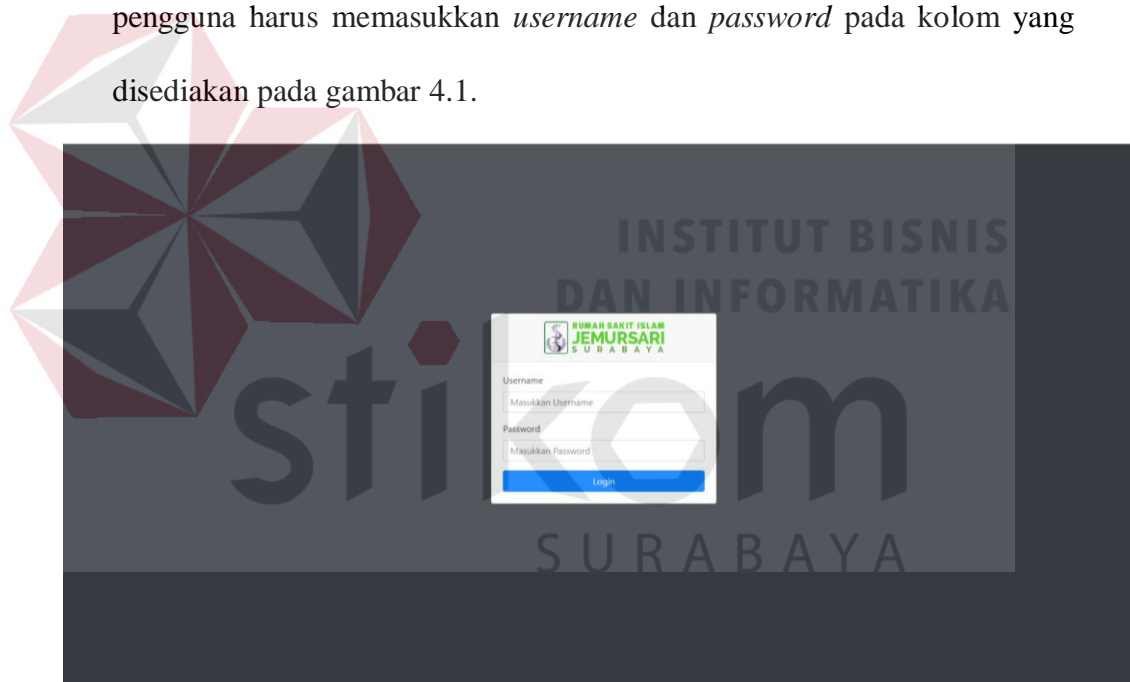 pengguna harus memasukkan username dan password pada kolom yang
disediakan pada gambar 4.1.
INSTITUT BISNIS
DAN INFORMATIKA
RUMAH SAKIT ISLAM
JEMURSARI
SURABAYA
Username
Masukkan Username
Password
Masukkan Password
Login
stikom
SURABAYA